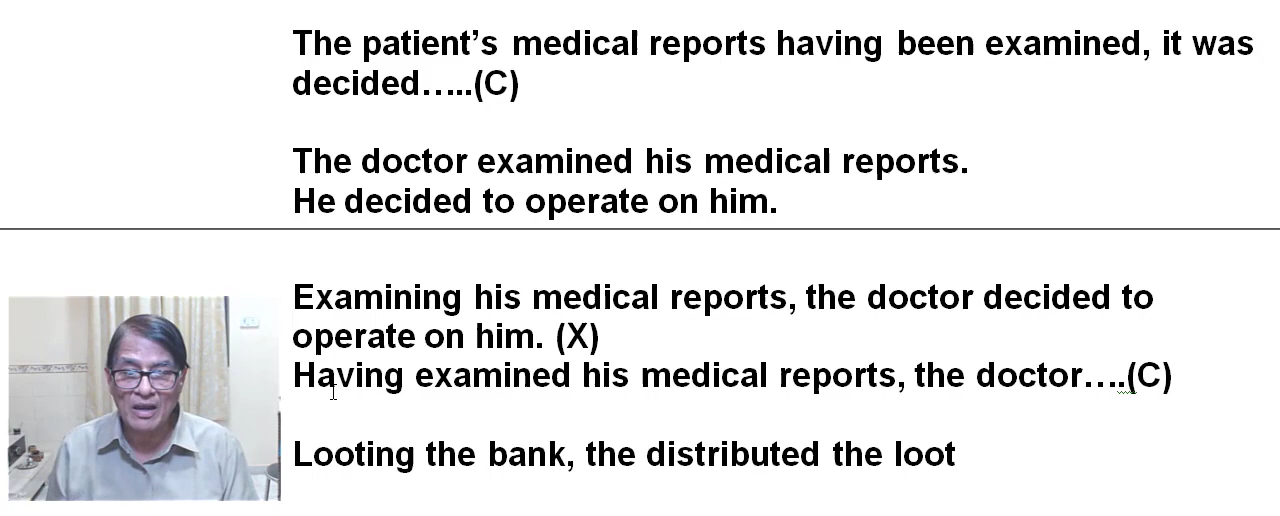 The patient’s medical reports having been examined, it was
decided…..(C)
The doctor examined his medical reports.
He decided to operate on him.
Examining his medical reports, the doctor decided to
operate on him. (X)
Having examined his medical reports, the doctor….(C)
Looting the bank, the distributed the loot